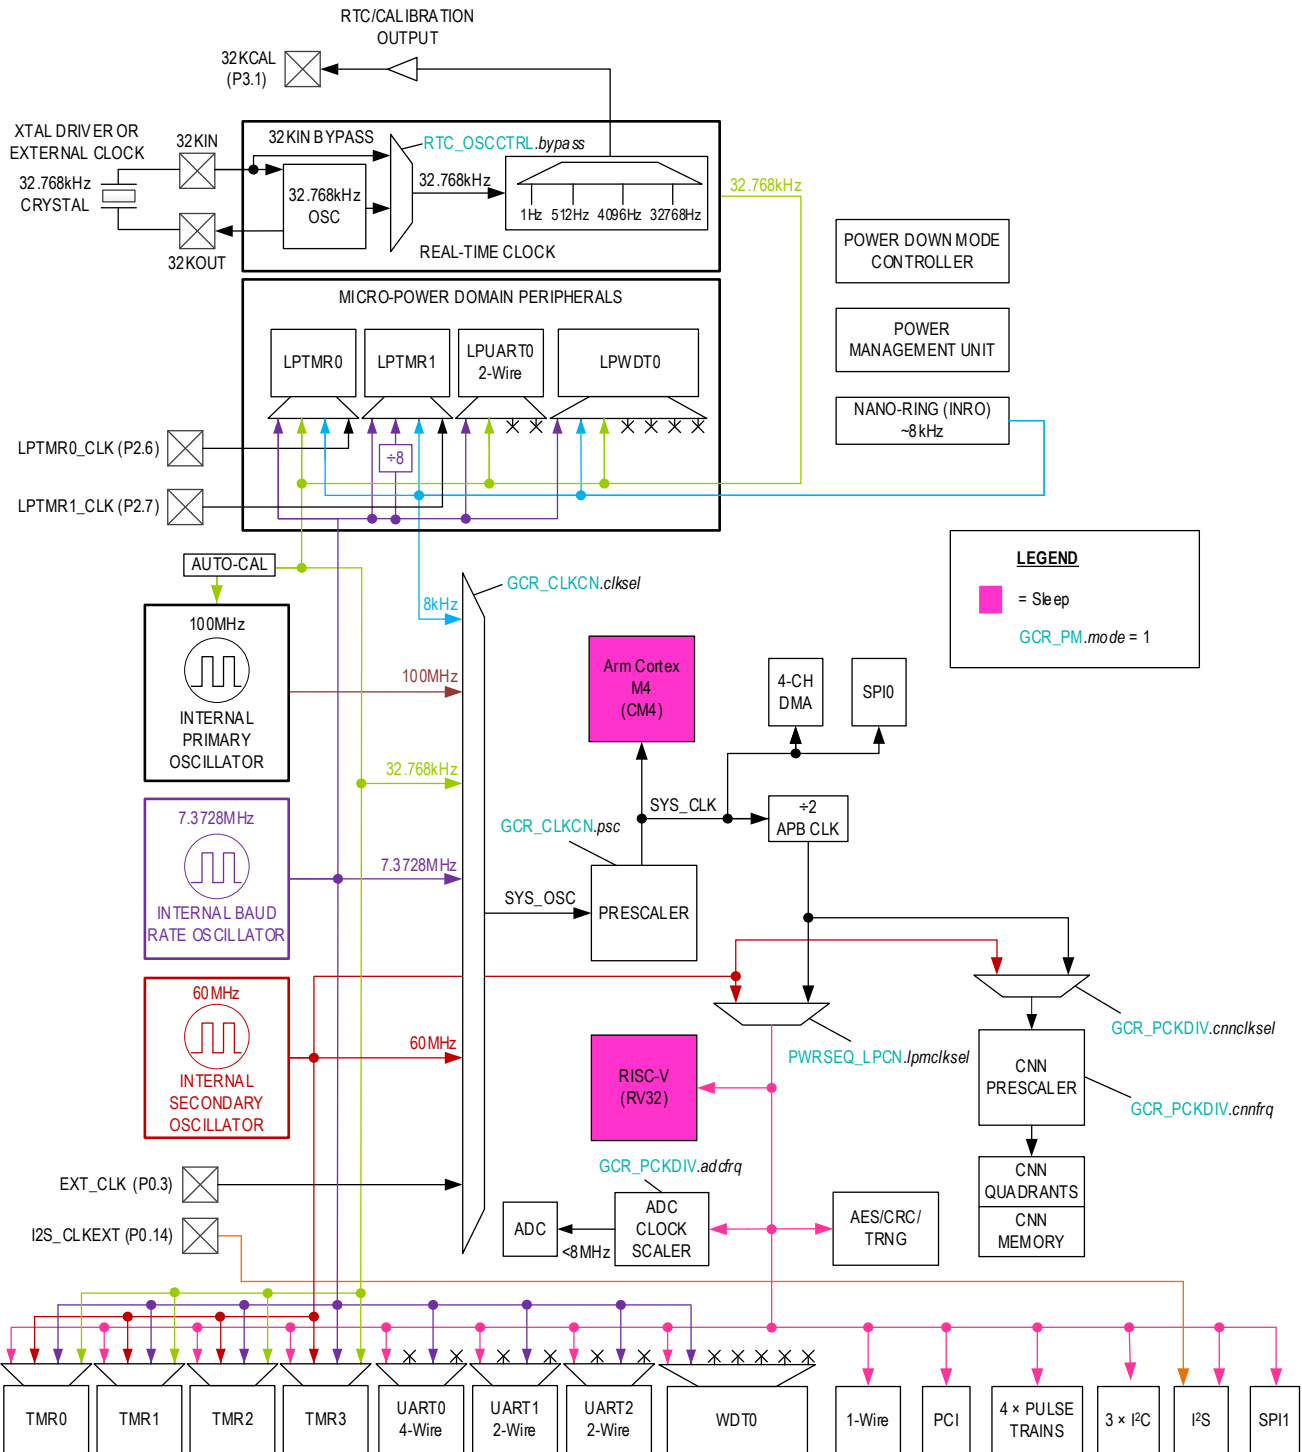 RTC/CALIBRATION
OUTPUT
32KCAL
(P3.1)
XTAL DRIVER OR
EXTERNAL CLOCK
32KIN
32KIN BYPASS
RTC_OSCCTRL.bypass
32.768kHz
CRYSTAL
32.768kHz
OSC
32.768kHz
1Hz 512Hz 4096Hz 32768Hz
32.768kHz
32KOUT
REAL-TIME CLOCK
POWER DOWN MODE
CONTROLLER
MICRO-POWER DOMAIN PERIPHERALS
POWER
MANAGEMENT UNIT
LPTMR0
LPTMR1
LPUART0
2-Wire
LPWDT0
NANO-RING (INRO)
~8kHz
LPTMR0_CLK (P2.6)
÷8
LPTMR1_CLK (P2.7)
AUTO-CAL
LEGEND
= Sleep
GCR_PM.mode = 1
GCR_CLKCN.clksel
8kHz
100MHz
INTERNAL
PRIMARY
OSCILLATOR
100MHz
Arm Cortex
M4
(CM4)
4-CH
DMA
SPI0
32.768kHz
7.3728MHz
INTERNAL BAUD
RATE OSCILLATOR
7.3728MHz
GCR_CLKCN.psc
SYS_CLK
÷2
APB CLK
SYS_OSC
PRESCALER
60MHz
INTERNAL
SECONDARY
OSCILLATOR
60MHz
GCR_PCKDIV.cnnclksel
PWRSEQ_LPCN.lpmclksel
RISC-V
(RV32)
CNN
PRESCALER
GCR_PCKDIV.cnnfrq
GCR_PCKDIV.adcfrq
EXT_CLK (P0.3)
CNN
QUADRANTS
CNN
MEMORY
I2S_CLKEXT (P0.14)
ADC
<8MHz
ADC
CLOCK
SCALER
AES/CRC/
TRNG
TMR0
TMR1
TMR2
TMR3
UART0
4-Wire
UART1
2-Wire
UART2
2-Wire
WDT0
1-Wire
PCI
4 × PULSE
TRAINS
3 × I²C
I²S
SPI1